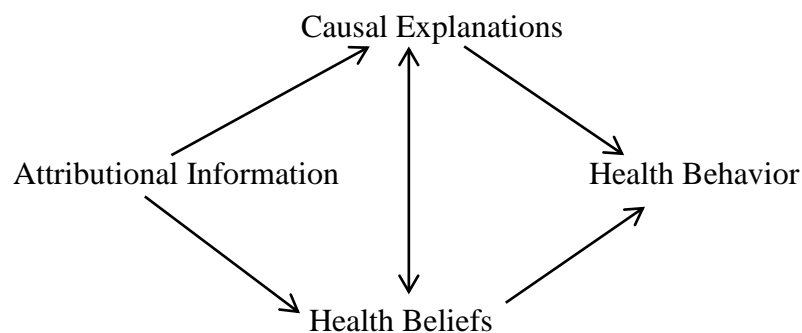 Causal Explanations
Attributional Information
Health Behavior
Health Beliefs